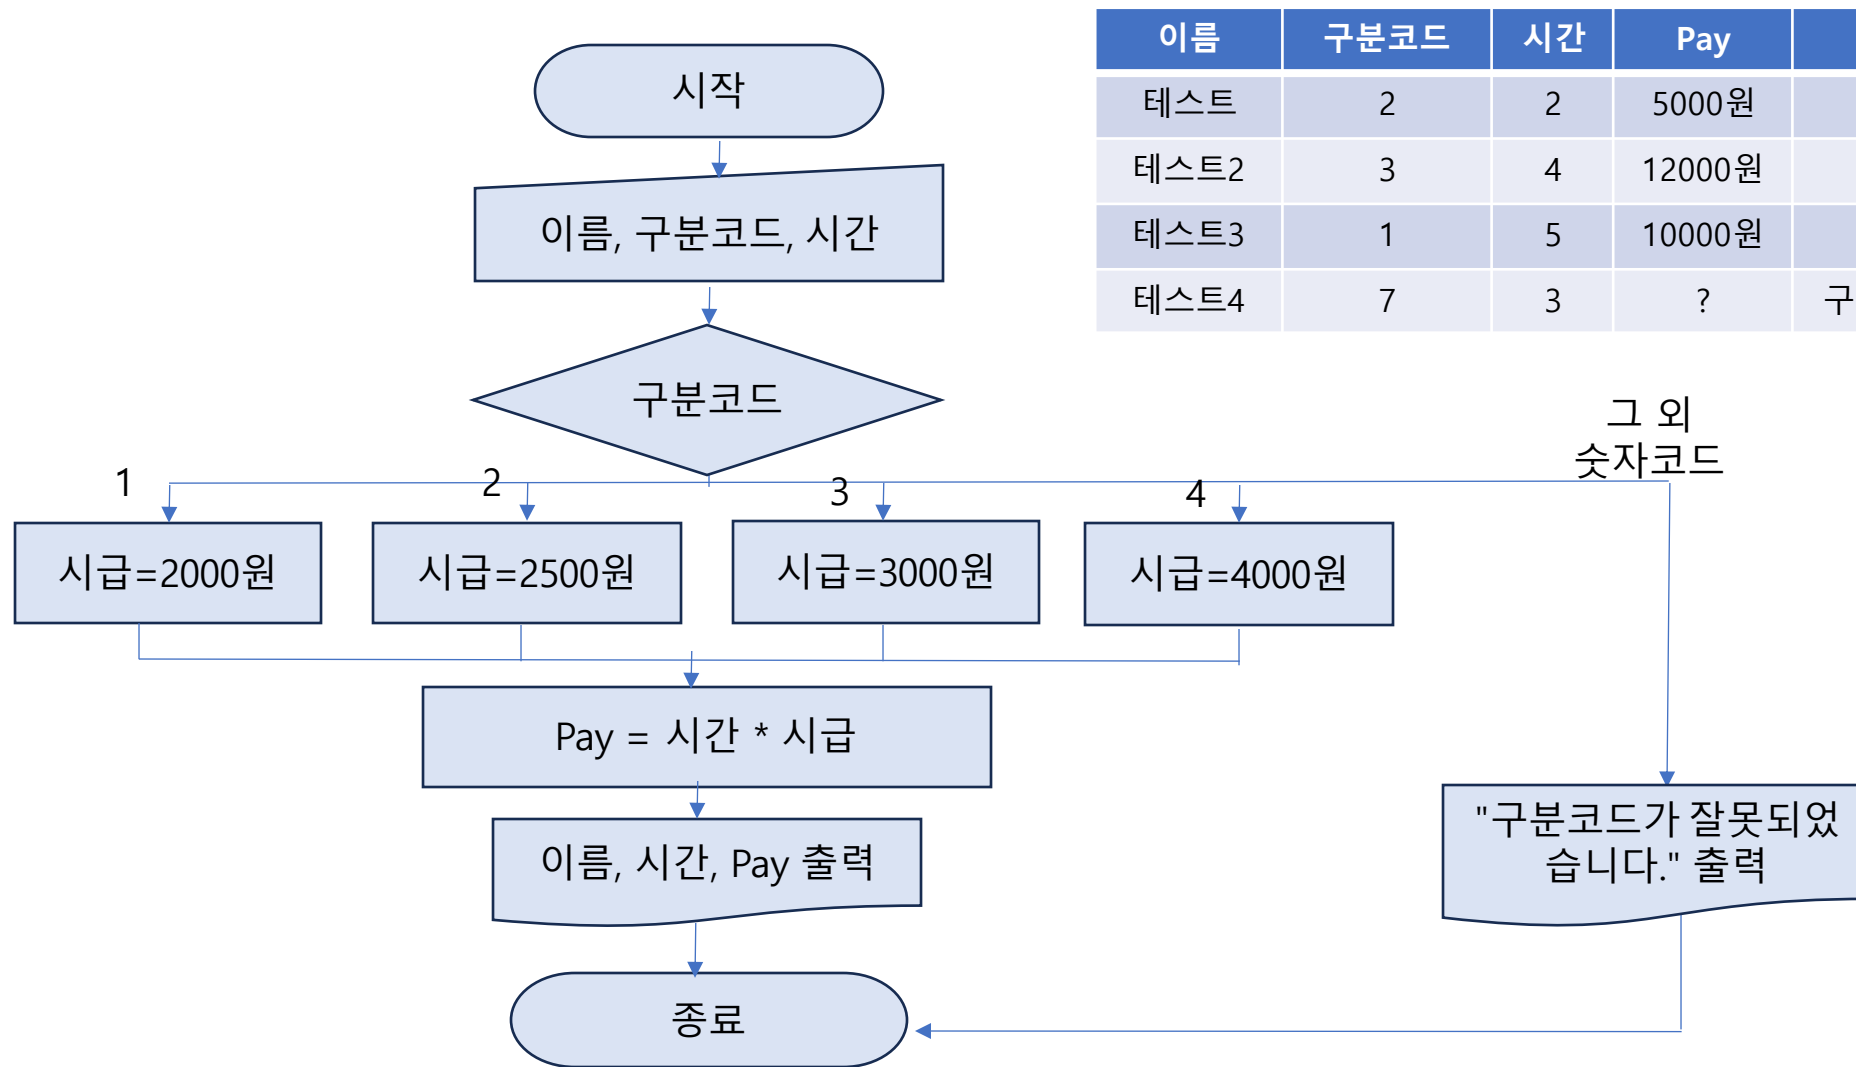 시작
이름, 구분코드, 시간
구분코드
1
2
3
4
그 외
숫자코드
시급=2000원
시급=2500원
시급=3000원
시급=4000원
Pay = 시간 * 시급
이름, 시간, Pay 출력
"구분코드가 잘못되었
습니다." 출력
종료
이름 구분코드 시간 Pay
테스트 2 2 5000원
테스트2 3 4 12000원
테스트3 1 5 10000원
테스트4 7 3 ? 구